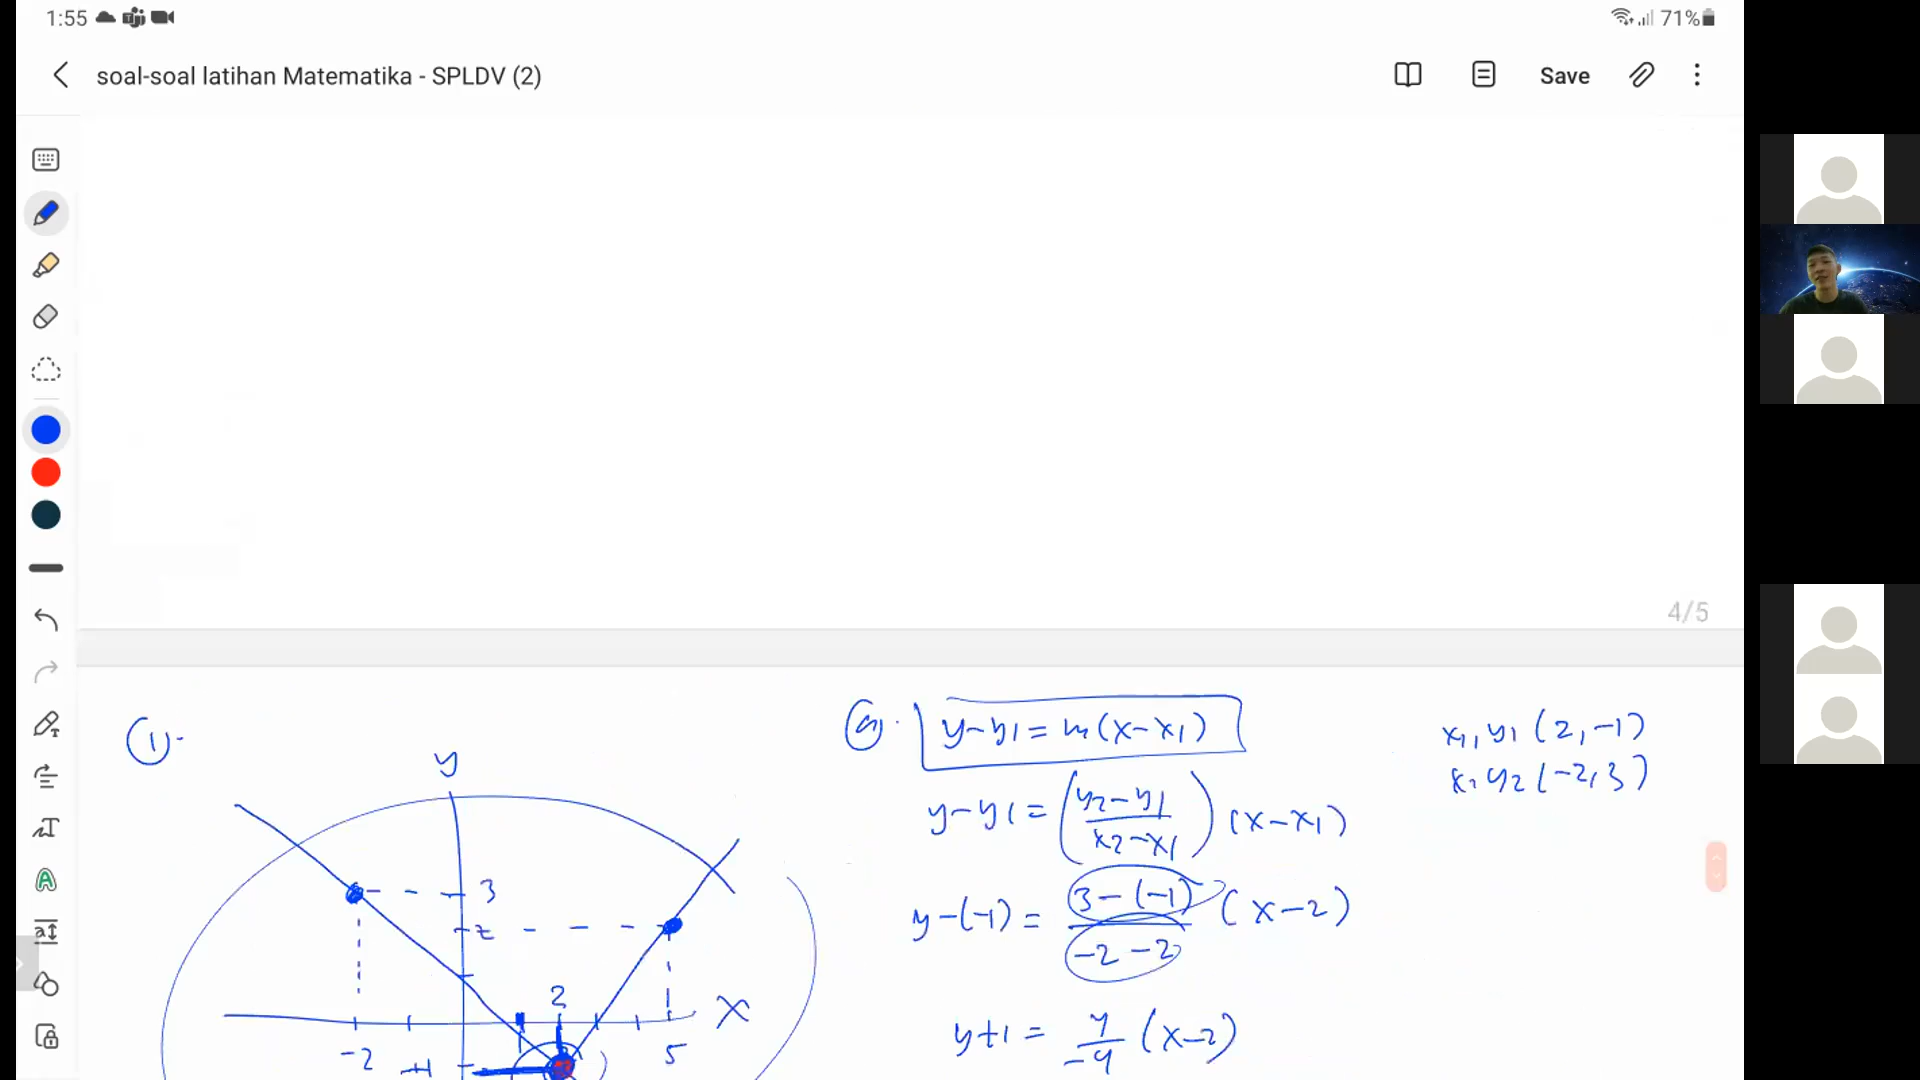 1:55
71%
soal-soal latihan Matematika - SPLDV (2)
Save
4/5
(1).
y
3
2
2
X
-2
-1
5
(a).
y-y1 = m(x-x1)
y-y1 = (y2-y1 / x2-x1) (x-x1)
y-(-1) = 3-(-1) / -2-2 (x-2)
y+1 = 4/-4 (x-2)
x1,y1 (2,-1)
x2 y2 (-2,3)